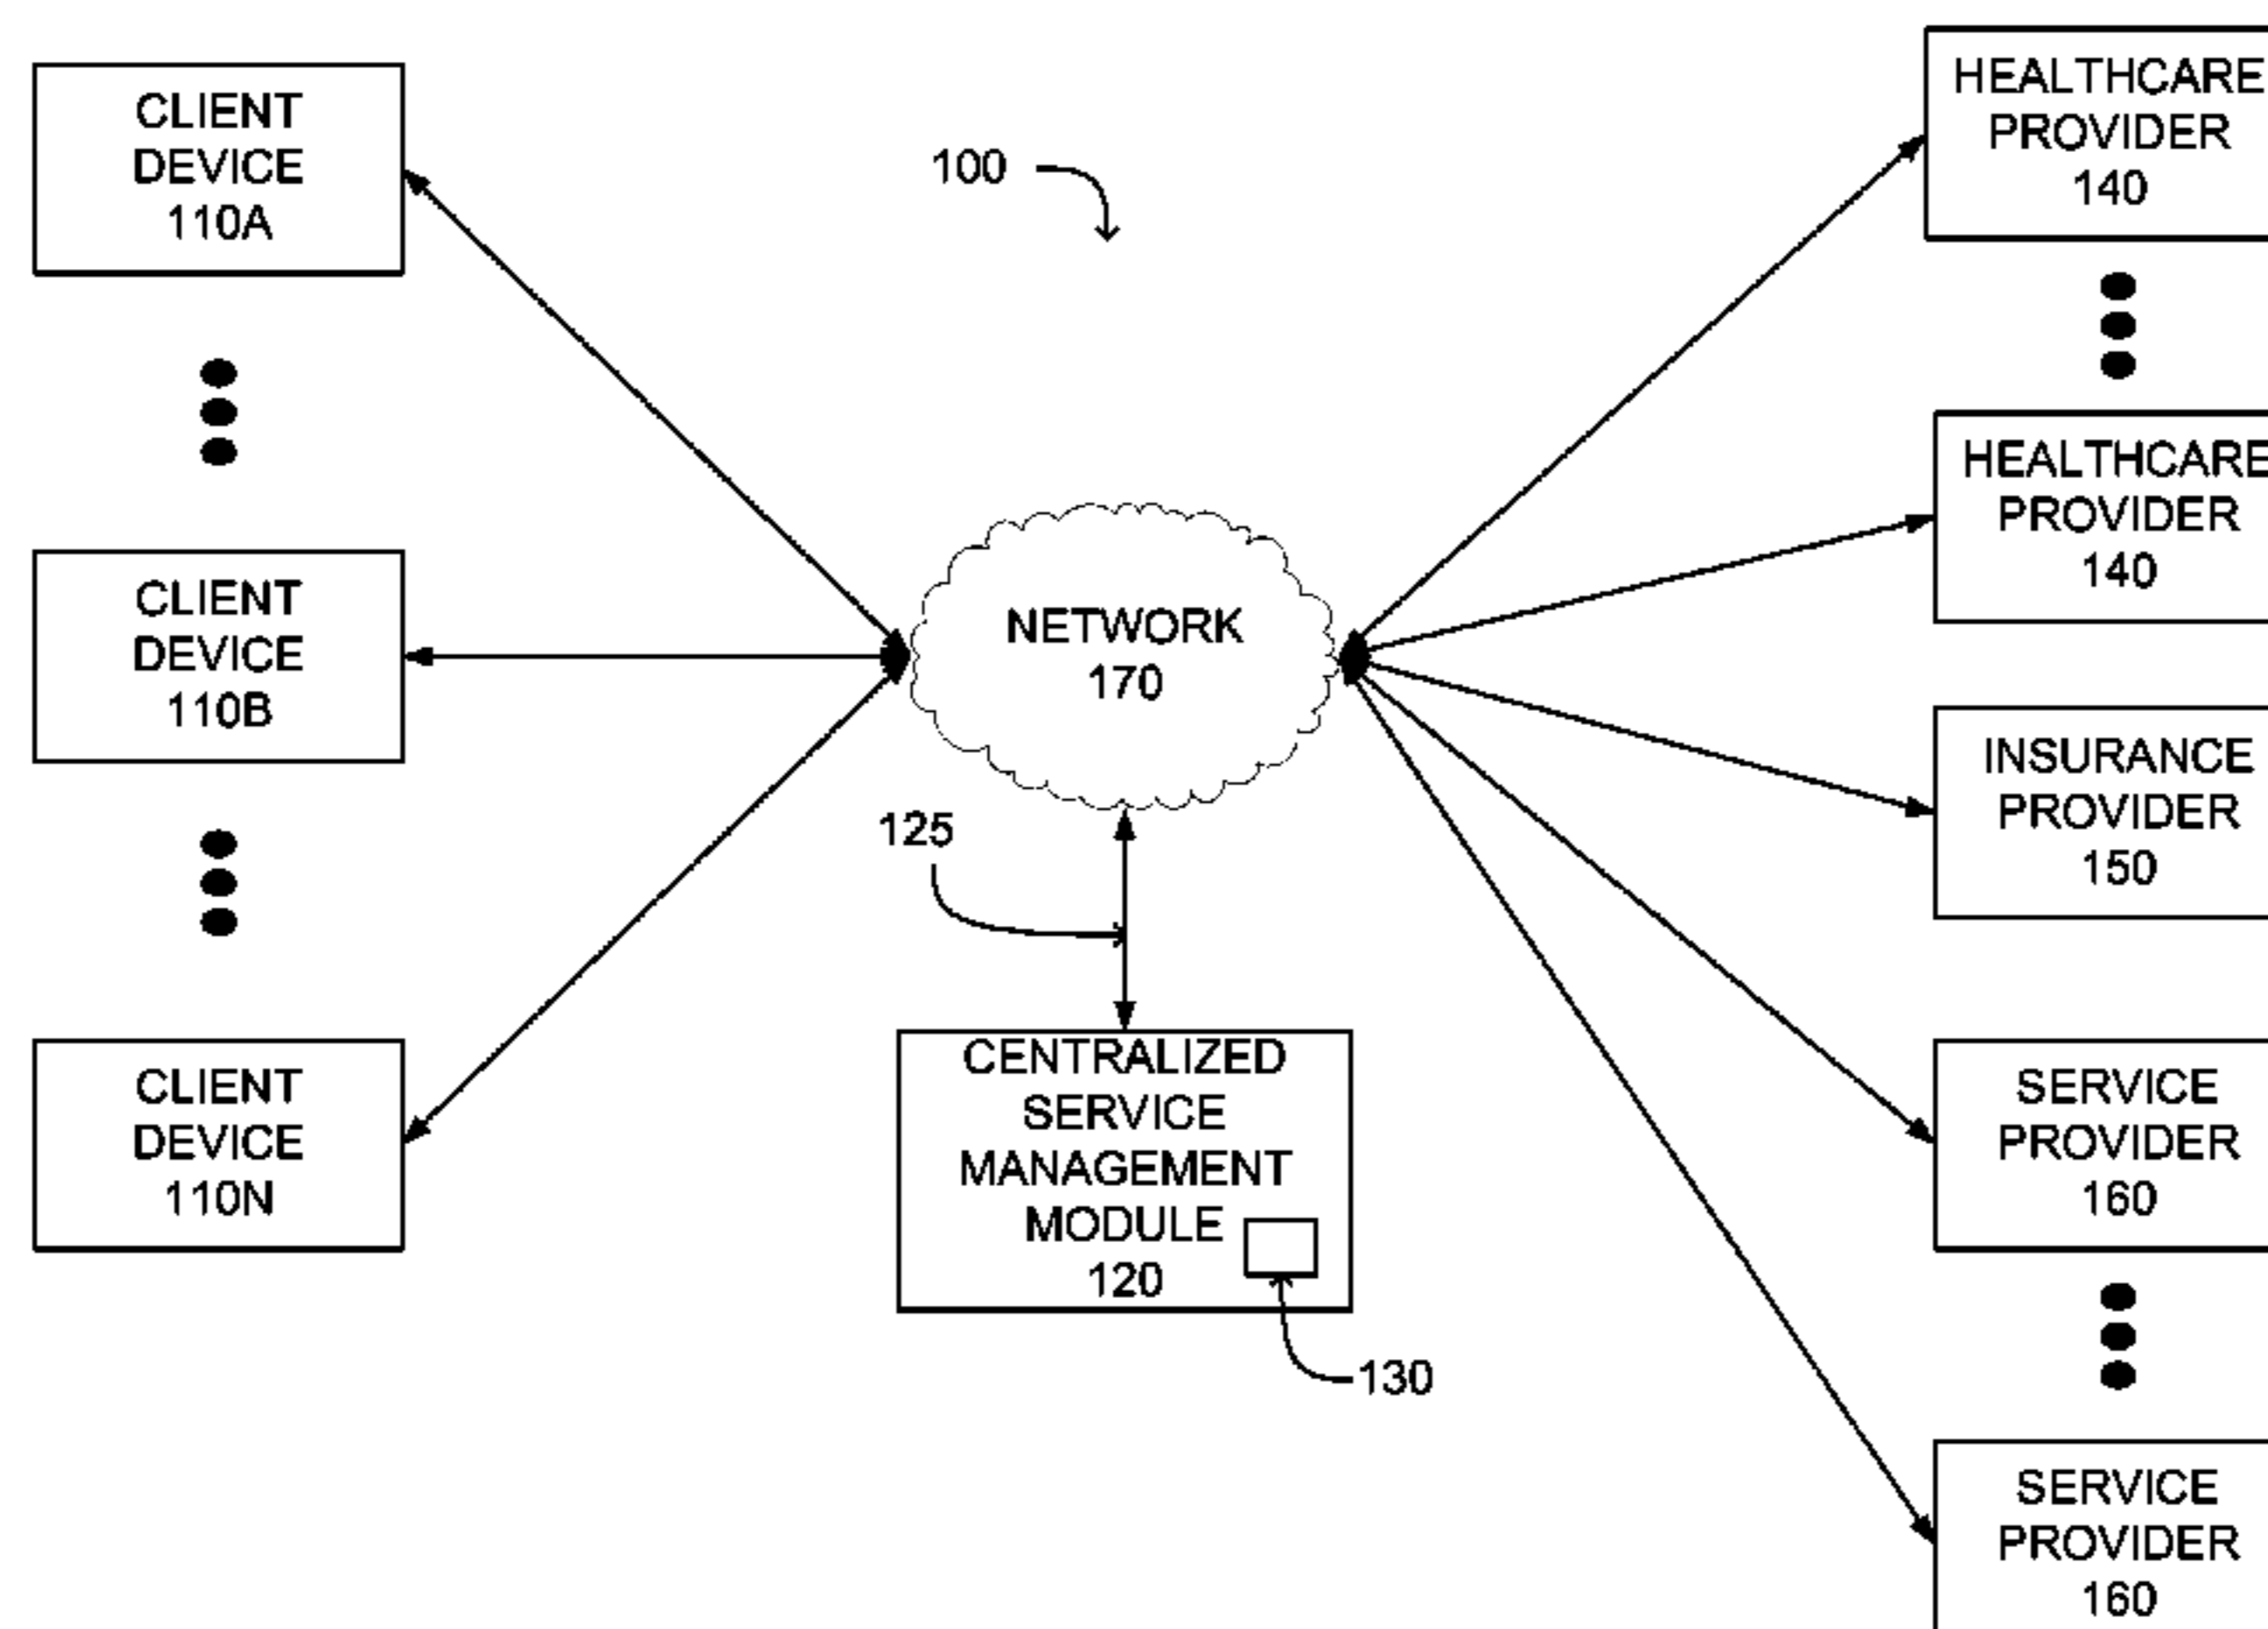 CLIENT
DEVICE
110A
CLIENT
DEVICE
110B
CLIENT
DEVICE
110N
100
NETWORK
170
125
CENTRALIZED
SERVICE
MANAGEMENT
MODULE
120
130
HEALTHCARE
PROVIDER
140
HEALTHCARE
PROVIDER
140
INSURANCE
PROVIDER
150
SERVICE
PROVIDER
160
SERVICE
PROVIDER
160